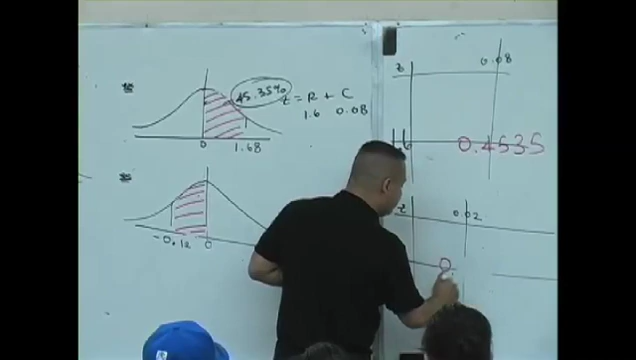 45.35%
z = R + C
1.6 0.08
0 1.68
-0.12 0
z 0.08
1.6 0.4535
z 0.02
0